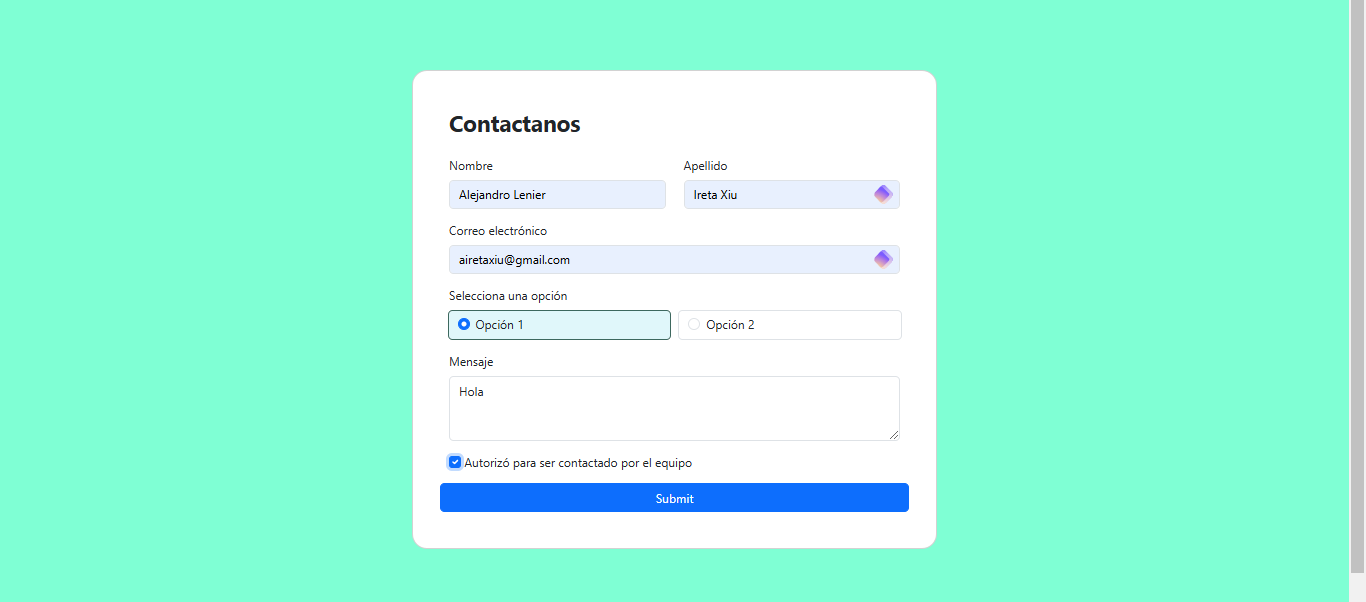 Contactanos
Nombre Apellido
Alejandro Lenier Ireta Xiu
Correo electrónico
airetaxiu@gmail.com
Selecciona una opción
Opción 1 Opción 2
Mensaje
Hola
Autorizó para ser contactado por el equipo
Submit